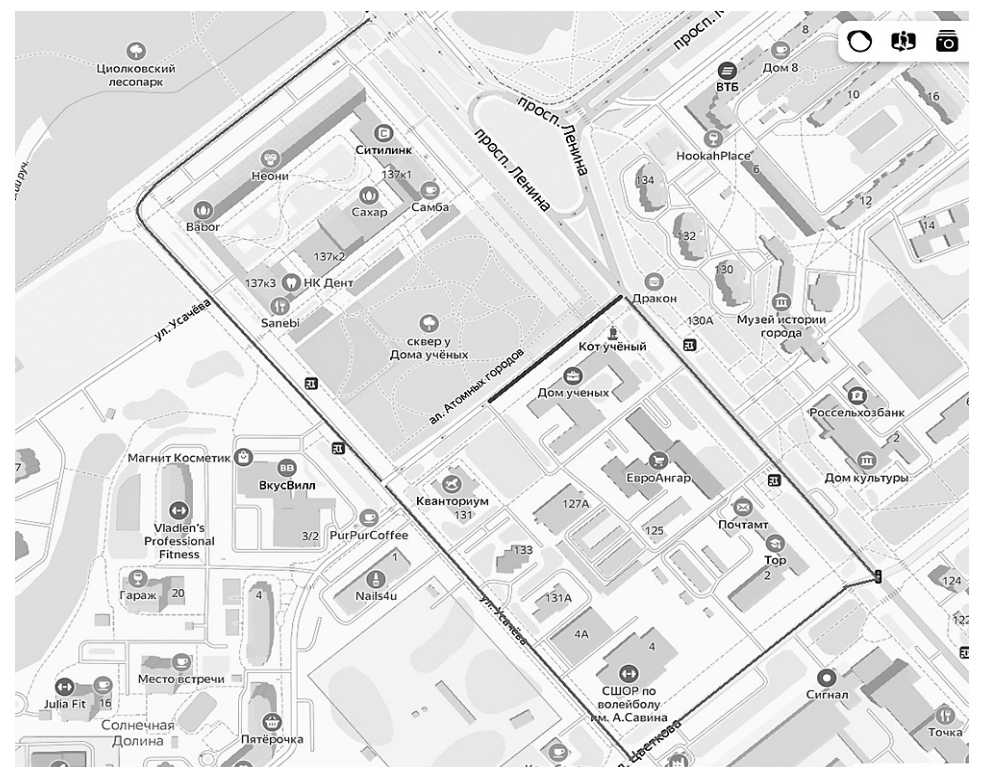 просп. Ленина
8
Дом 8
Циолковский
лесопарк
ВТБ
10
16
просп. Ленина
просп. Ленина
Ситилинк
HookahPlace
6
Неони
137к1
134
12
Сахар
Самба
Babor
14
132
137к2
137к3
НК Дент
130
Дракон
Sanebi
ул. Усачёва
130А
Музей истории
города
сквер у
Дома учёных
Кот учёный
ал. Атомных городов
Дом ученых
Россельхозбанк
2
Магнит Косметик
7
ВкусВилл
ЕвроАнгар
Дом культуры
Кванториум
131
127А
Vladlen's
Professional
Fitness
3/2
PurPurCoffee
125
Почтамт
133
Тор
2
1
Nails4u
Гараж
20
4
131А
124
122
ул. Усачёва
4А
4
Место встречи
СШОР по
волейболу
им. А.Савина
Сигнал
Julia Fit
16
Солнечная
Долина
Пятёрочка
Цветкова
Точка